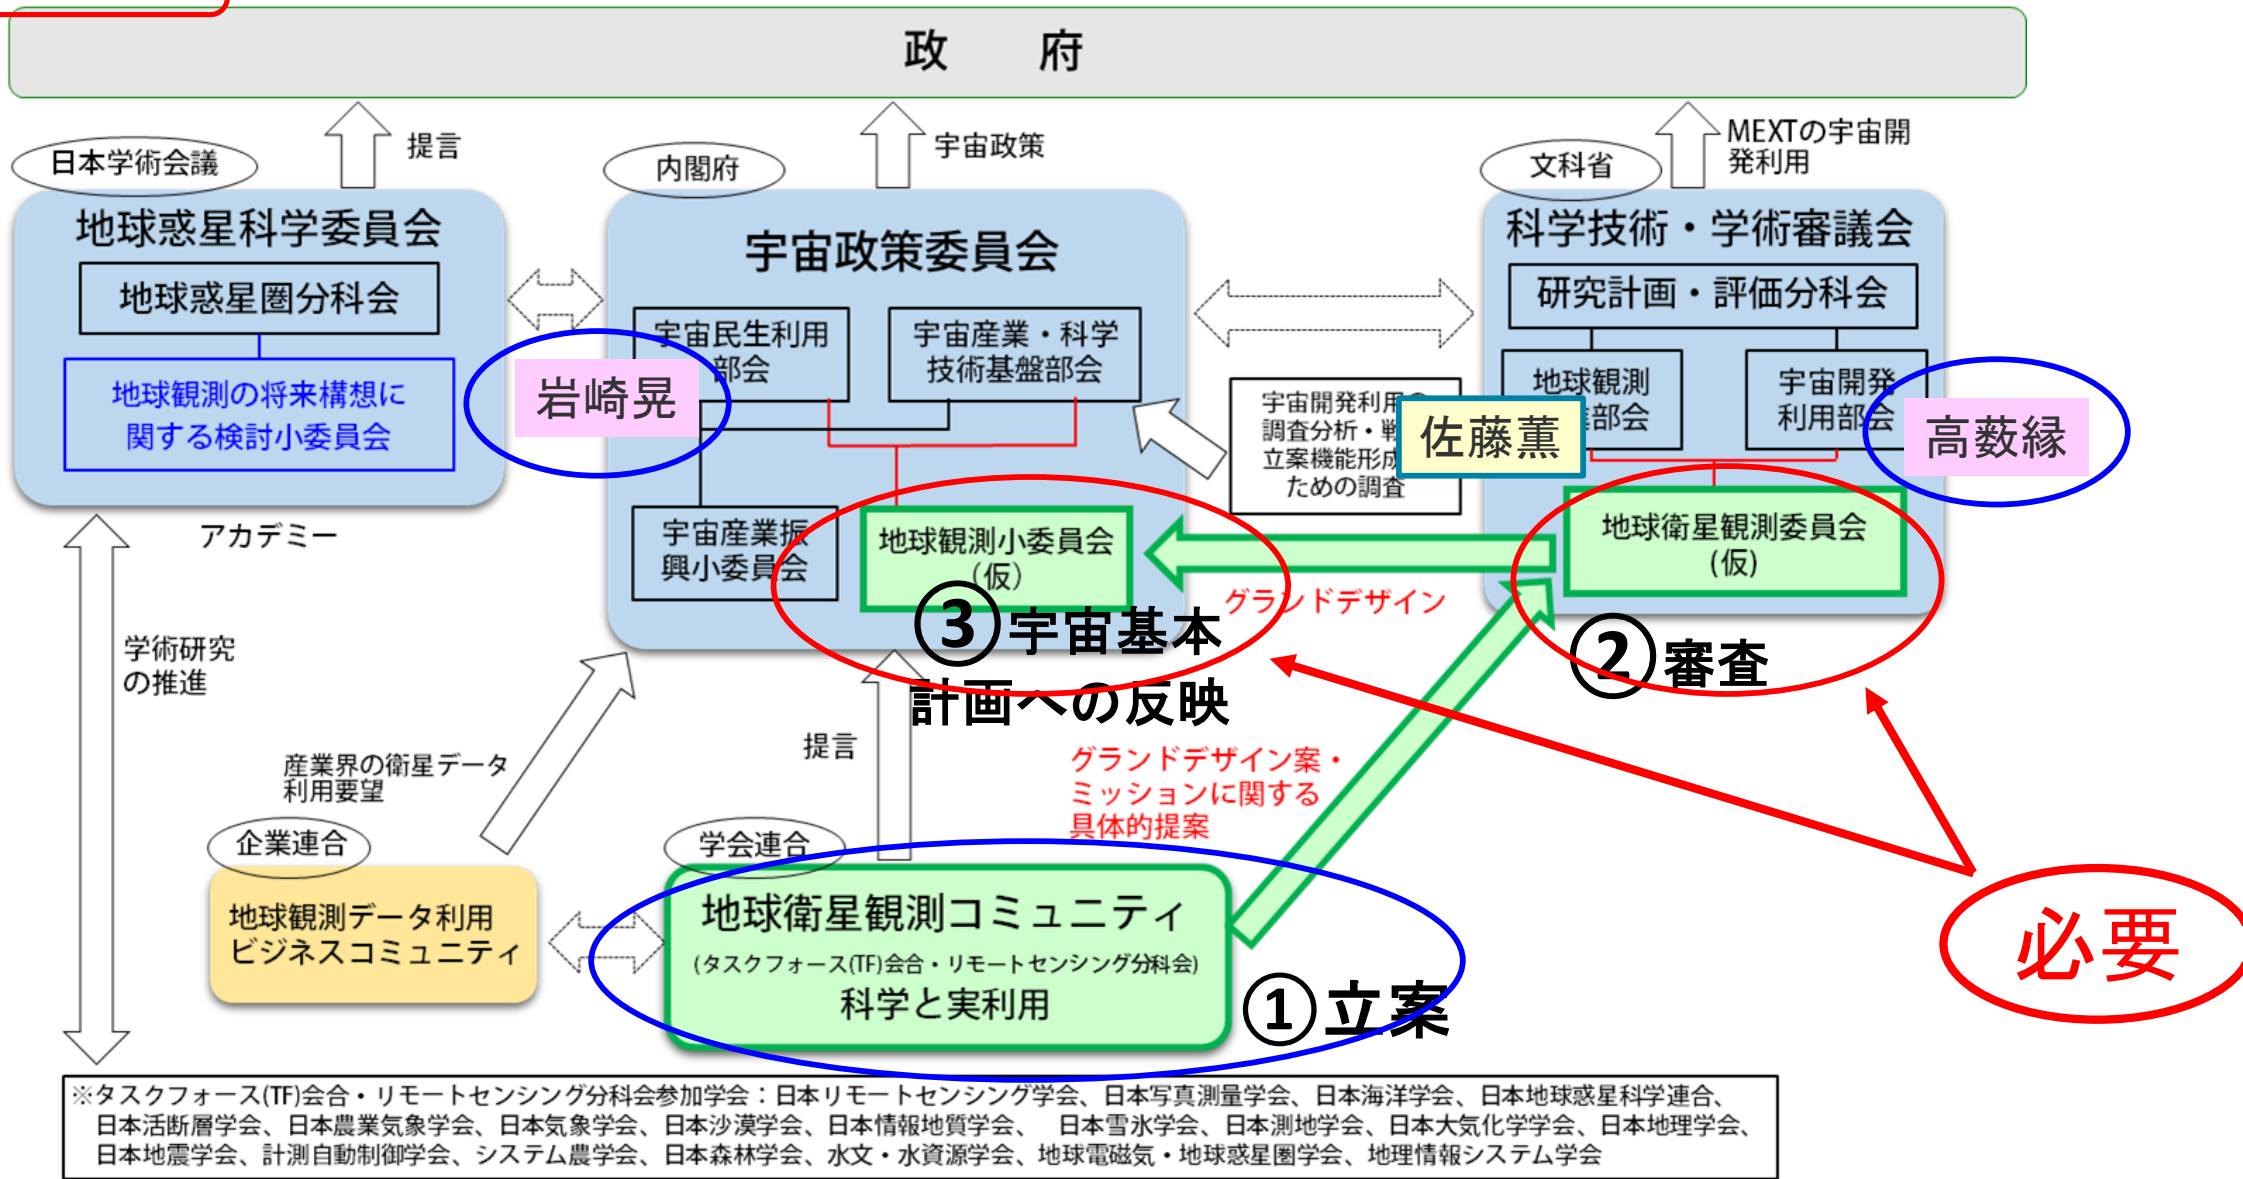 政　府
提言
宇宙政策
MEXTの宇宙開
発利用
日本学術会議
内閣府
文科省
地球惑星科学委員会
地球惑星圏分科会
地球観測の将来構想に
関する検討小委員会
アカデミー
宇宙政策委員会
宇宙民生利用
部会
宇宙産業・科学
技術基盤部会
岩崎晃
宇宙産業振
興小委員会
地球観測小委員会
（仮）
③宇宙基本
計画への反映
宇宙開発利用の
調査分析・戦
立案機能形成
ための調査
佐藤薫
科学技術・学術審議会
研究計画・評価分科会
地球観測
部会
宇宙開発
利用部会
高薮縁
地球衛星観測委員会
(仮)
②審査
グランドデザイン
学術研究
の推進
産業界の衛星データ
利用要望
提言
グランドデザイン案・
ミッションに関する
具体的提案
企業連合
地球観測データ利用
ビジネスコミュニティ
学会連合
地球衛星観測コミュニティ
(タスクフォース(TF)会合・リモートセンシング分科会)
科学と実利用
①立案
必要
※タスクフォース(TF)会合・リモートセンシング分科会参加学会：日本リモートセンシング学会、日本写真測量学会、日本海洋学会、日本地球惑星科学連合、
日本活断層学会、日本農業気象学会、日本気象学会、日本沙漠学会、日本情報地質学会、　日本雪氷学会、日本測地学会、日本大気化学学会、日本地理学会、
日本地震学会、計測自動制御学会、システム農学会、日本森林学会、水文・水資源学会、地球電磁気・地球惑星圏学会、地理情報システム学会